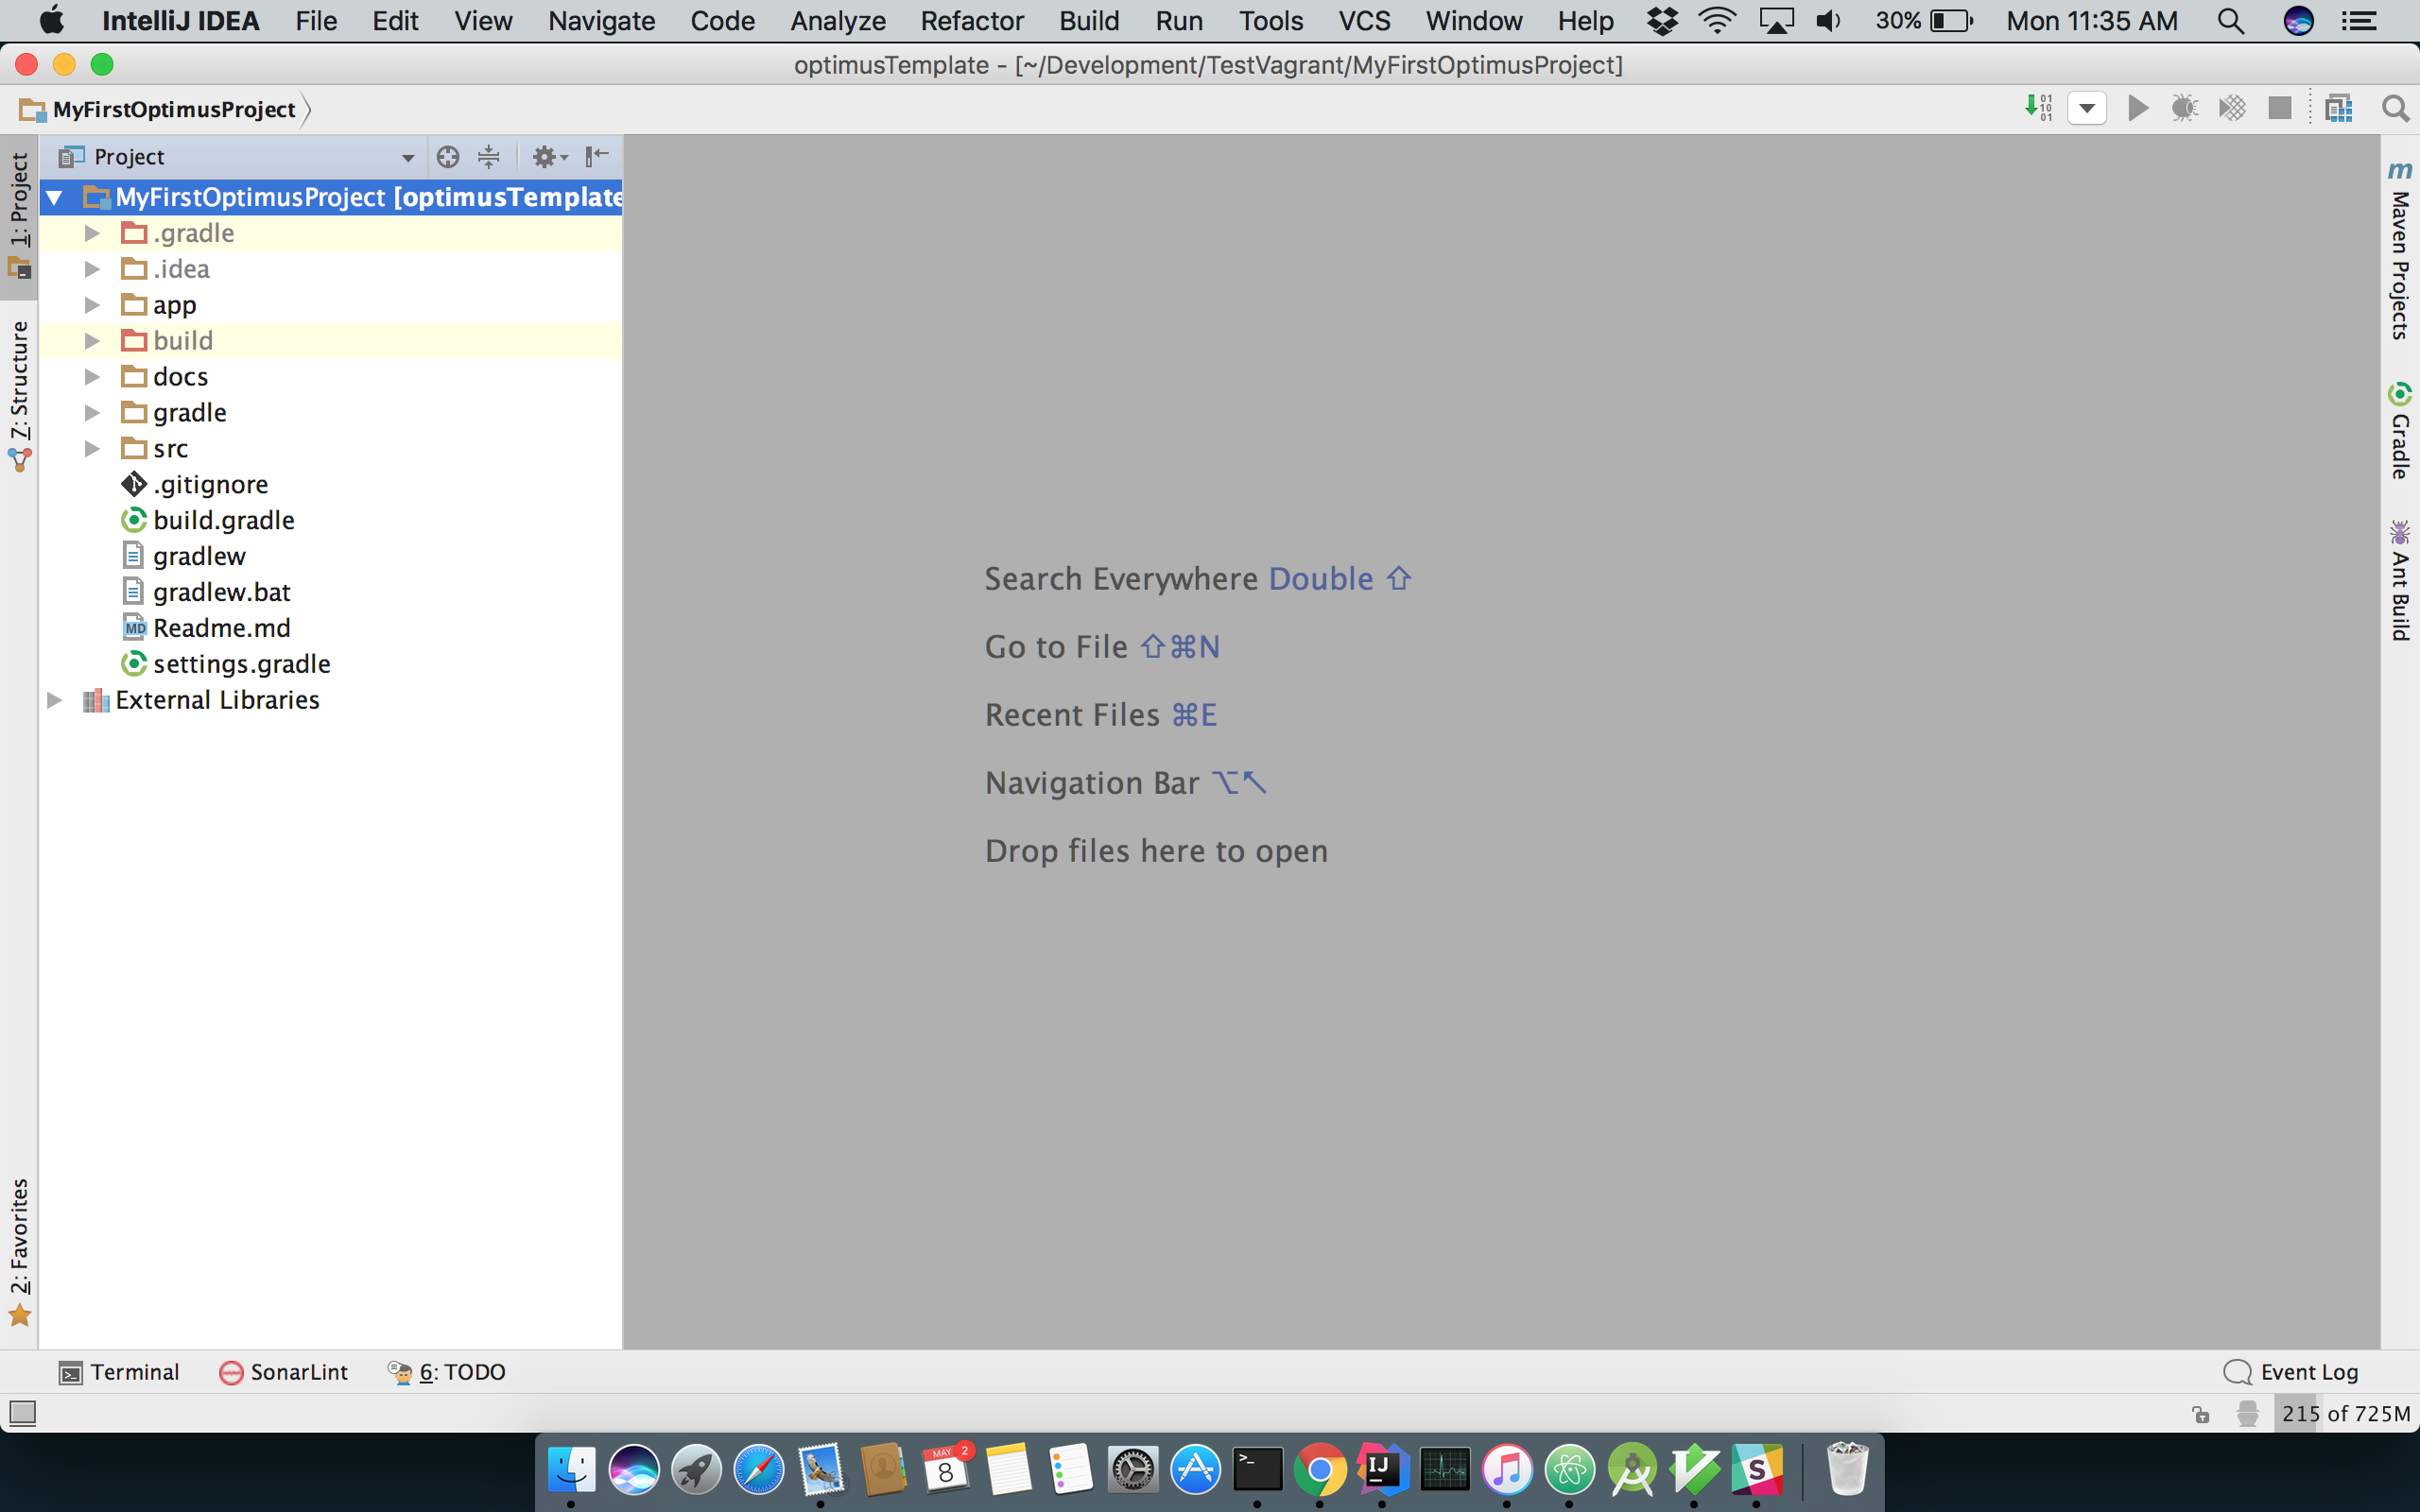 IntelliJ IDEA File Edit View Navigate Code Analyze Refactor Build Run Tools VCS Window Help 30% Mon 11:35 AM
optimusTemplate - [~/Development/TestVagrant/MyFirstOptimusProject]
MyFirstOptimusProject
Project
1: Project
7: Structure
2: Favorites
MyFirstOptimusProject [optimusTemplate
.gradle
.idea
app
build
docs
gradle
src
.gitignore
build.gradle
gradlew
gradlew.bat
MD Readme.md
settings.gradle
External Libraries
Search Everywhere Double ⇧
Go to File ⇧⌘N
Recent Files ⌘E
Navigation Bar ⌥↖
Drop files here to open
m Maven Projects
Gradle
Ant Build
Terminal SonarLint 6: TODO Event Log
215 of 725M
MAY 2
8
IJ
S